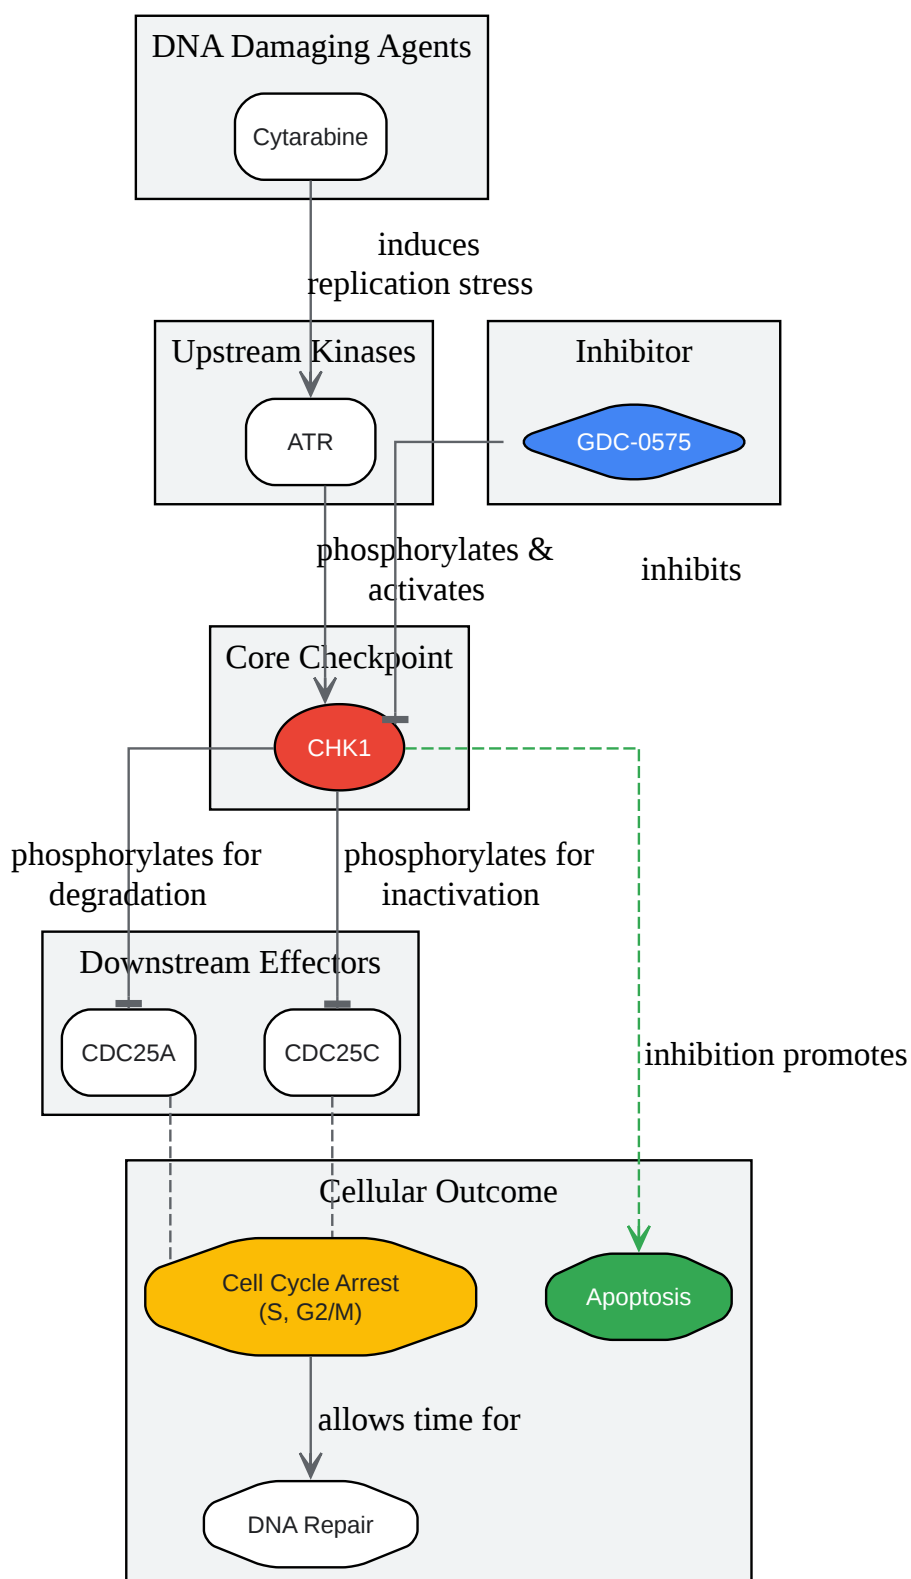 DNA Damaging Agents
Cytarabine
induces
replication stress
Upstream Kinases
Inhibitor
ATR
GDC-0575
phosphorylates &
activates
inhibits
Core Checkpoint
CHK1
phosphorylates for
degradation
phosphorylates for
inactivation
Downstream Effectors
CDC25A
CDC25C
inhibition promotes
Cellular Outcome
Cell Cycle Arrest
(S, G2/M)
Apoptosis
allows time for
DNA Repair